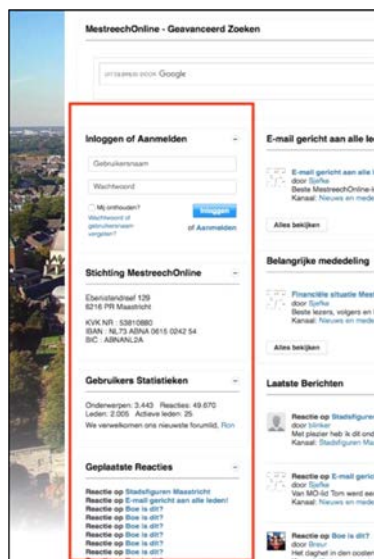 MestreechOnline - Geavanceerd Zoeken
UITGEBREID DOOR Google
Inloggen of Aanmelden
Gebruikersnaam
Wachtwoord
Mij onthouden?
Inloggen
Wachtwoord of
gebruikersnaam
vergeten?
of Aanmelden
Stichting MestreechOnline
Ebenistendreef 129
6216 PR Maastricht
KVK NR : 53810880
IBAN : NL73 ABNA 0615 0242 54
BIC : ABNANL2A
Gebruikers Statistieken
Onderwerpen: 3.443 Reacties: 49.670
Leden: 2.005 Actieve leden: 25
We verwelkomen ons nieuwste forumlid, Ron
Geplaatste Reacties
Reactie op Stadsfiguren Maastricht
Reactie op E-mail gericht aan alle leden!
Reactie op Boe is dit?
Reactie op Boe is dit?
Reactie op Boe is dit?
Reactie op Boe is dit?
Reactie op Boe is dit?
Reactie op Boe is dit?
E-mail gericht aan alle le
E-mail gericht aan alle l
door Sjefke
Beste MestreechOnline-l
Kanaal: Nieuws en mede
Alles bekijken
Belangrijke mededeling
Financiële situatie Mees
door Sjefke
Beste lezers, volgers en
Kanaal: Nieuws en mede
Alles bekijken
Laatste Berichten
Reactie op Stadsfiguren
door blinker
Met plezier heb ik dit ond
Kanaal: Stadsfiguren Ma
Reactie op E-mail geric
door Sjefke
Van MO-lid Tom werd ee
Kanaal: Nieuws en mede
Reactie op Boe is dit?
door Breur
Het daghet in den ooster